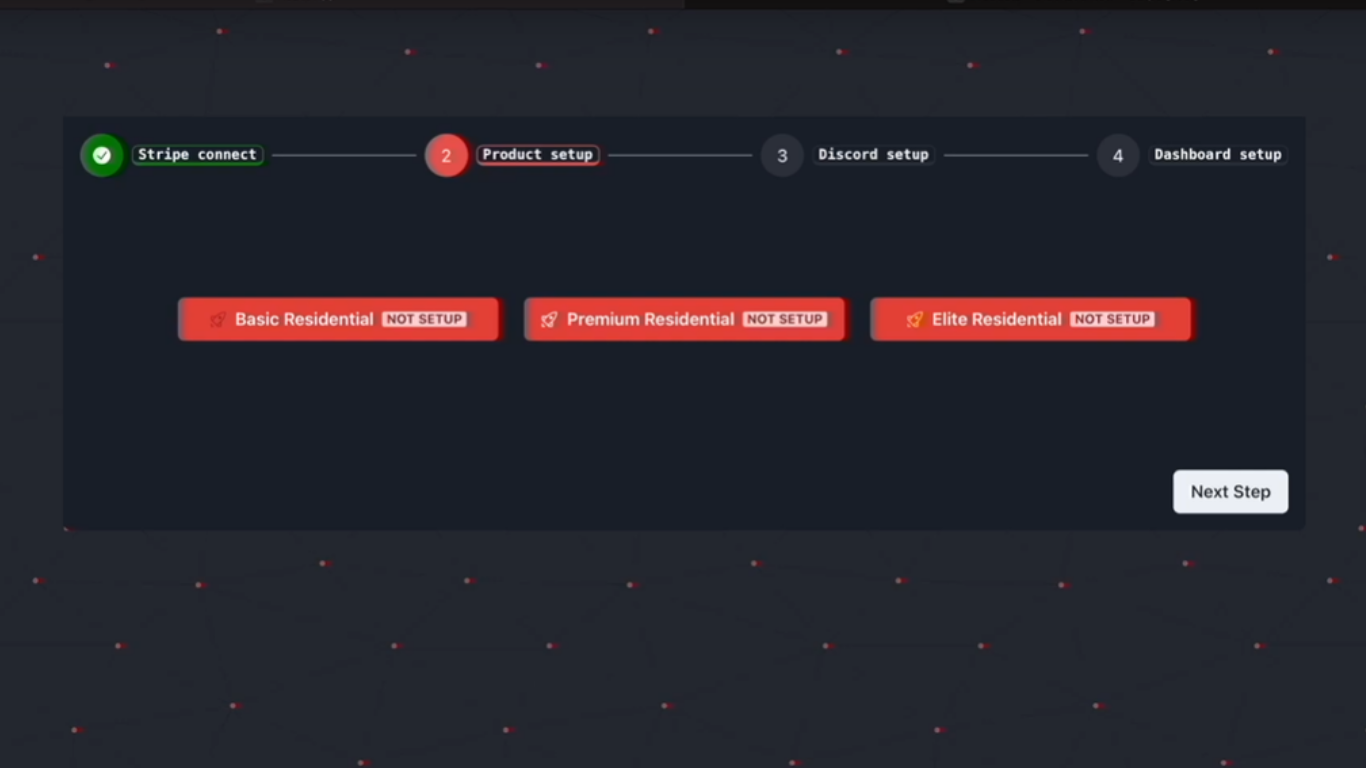 Stripe connect
2 Product setup
3 Discord setup
4 Dashboard setup
Basic Residential NOT SETUP
Premium Residential NOT SETUP
Elite Residential NOT SETUP
Next Step